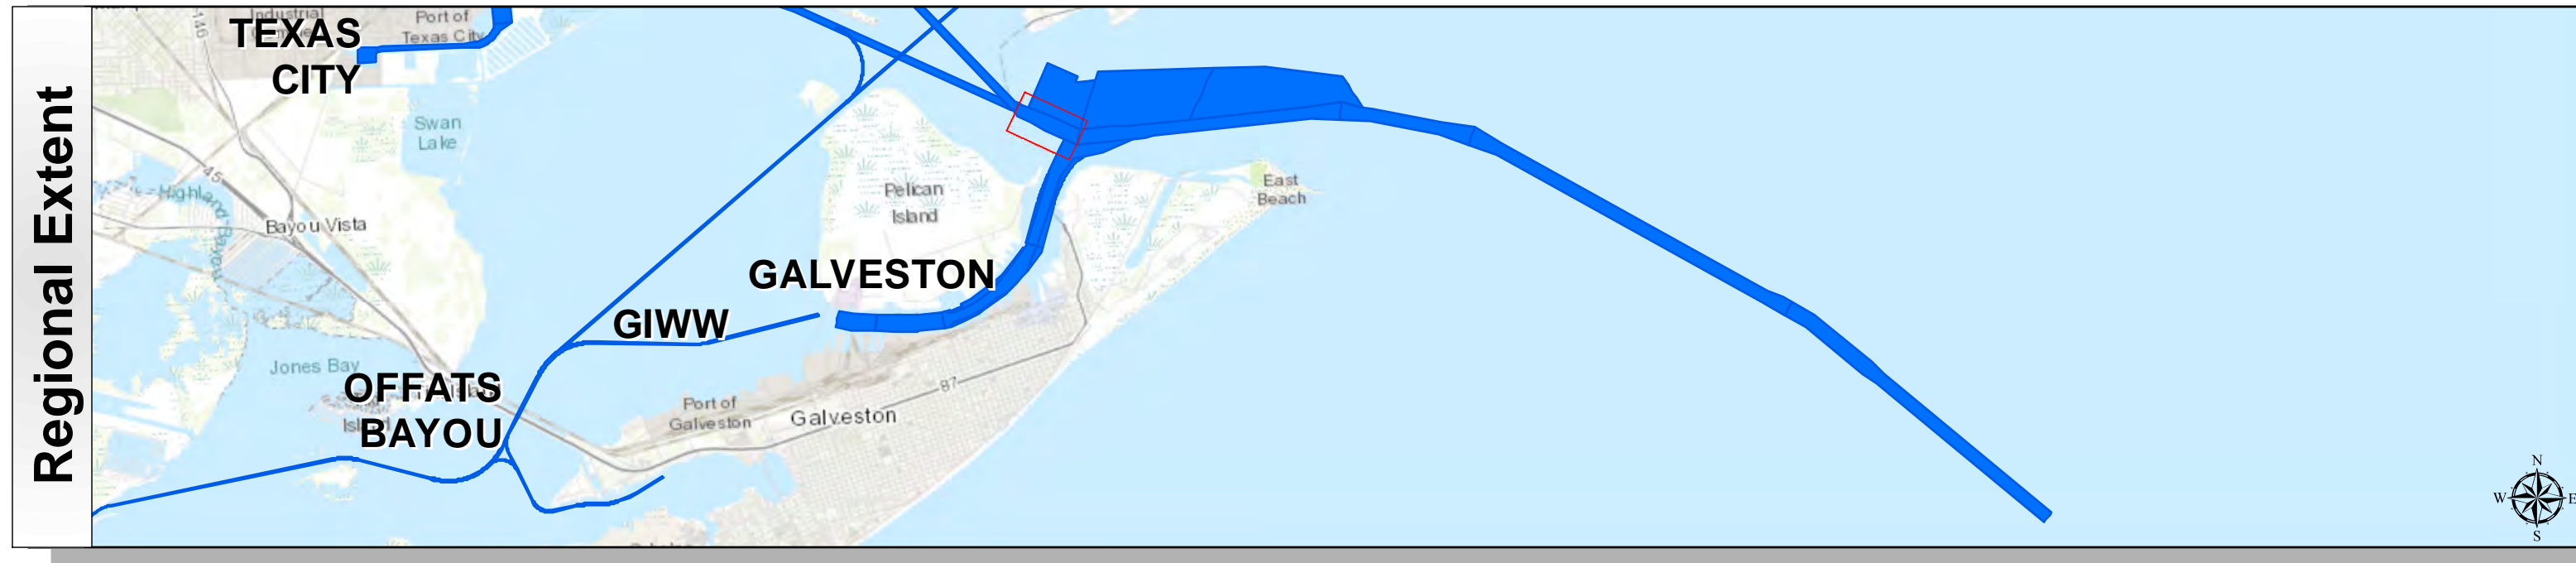 Regional Extent
Industrial
TEXAS
CITY
Port of
Texas City
146
Swan
Lake
45
Highland
Bayou
Bayou Vista
Pelican
Island
East
Beach
GALVESTON
GIWW
Jones Bay
OFFATS
BAYOU
Port of
Galveston
Galveston
87
N
W
E
S